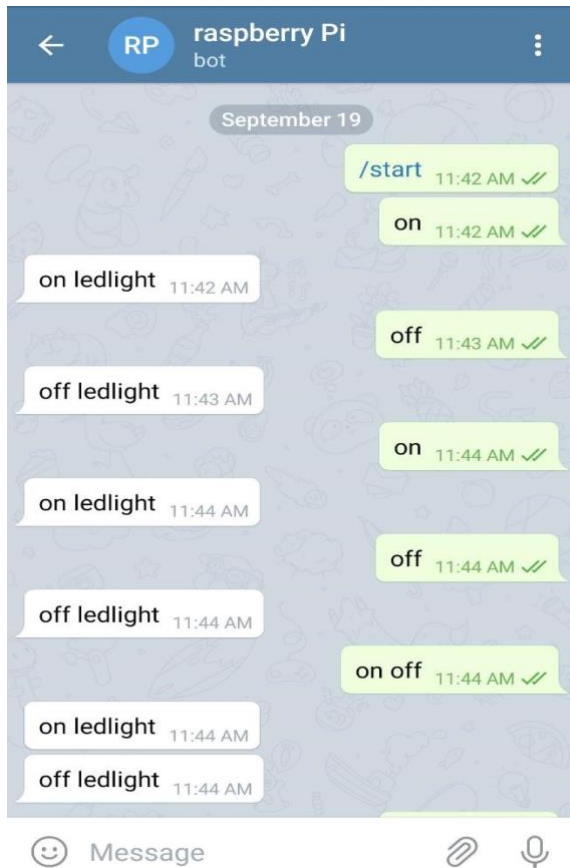 RP
raspberry Pi
bot
September 19
/start 11:42 AM
on 11:42 AM
on ledlight 11:42 AM
off 11:43 AM
off ledlight 11:43 AM
on 11:44 AM
on ledlight 11:44 AM
off 11:44 AM
off ledlight 11:44 AM
on off 11:44 AM
on ledlight 11:44 AM
off ledlight 11:44 AM
Message